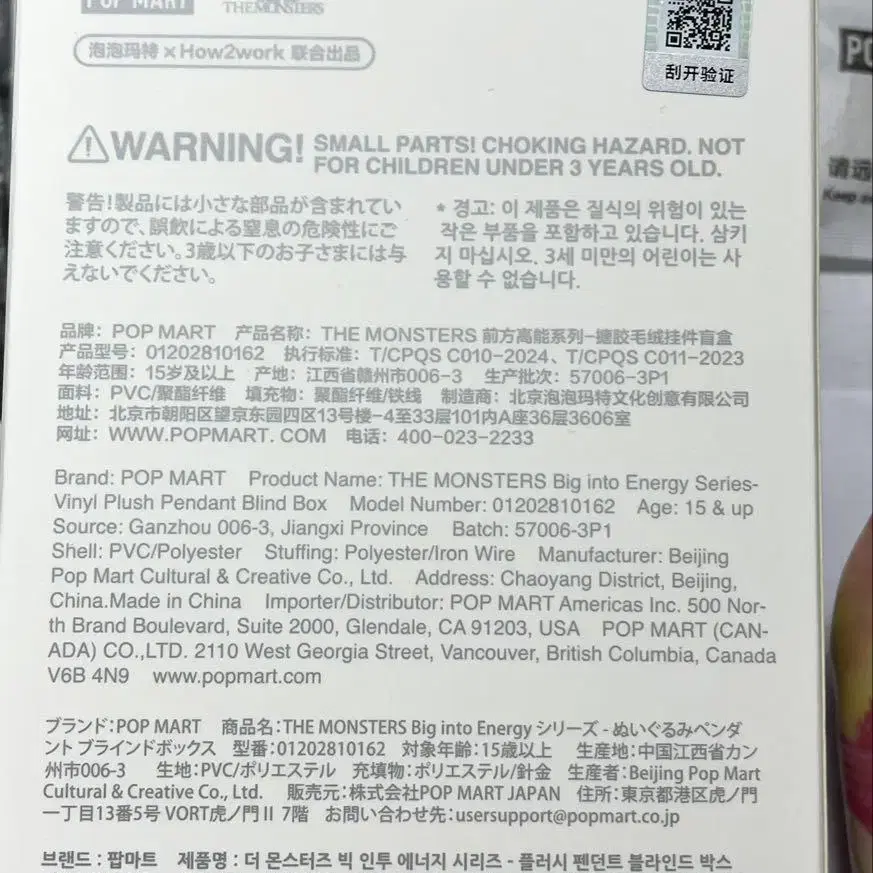 POP MART
THE MONSTERS
泡泡玛特 × How2work 联合出品
刮开验证
WARNING! SMALL PARTS! CHOKING HAZARD. NOT
FOR CHILDREN UNDER 3 YEARS OLD.
警告!製品には小さな部品が含まれてい
ますので、誤飲による窒息の危険性にご
注意ください。3歳以下のお子さまには与
えないでください。
* 경고: 이 제품은 질식의 위험이 있는
작은 부품을 포함하고 있습니다. 삼키
지 마십시오. 3세 미만의 어린이는 사
용할 수 없습니다.
品牌：POP MART 产品名称：THE MONSTERS 前方高能系列-搪胶毛绒挂件盲盒
产品型号：01202810162 执行标准：T/CPQS C010-2024、T/CPQS C011-2023
年龄范围：15岁及以上 产地：江西省赣州市006-3 生产批次：57006-3P1
面料：PVC/聚酯纤维 填充物：聚酯纤维/铁线 制造商：北京泡泡玛特文化创意有限公司
地址：北京市朝阳区望京东园四区13号楼-4至33层101内A座36层3606室
网址：WWW.POPMART. COM 电话：400-023-2233
Brand: POP MART Product Name: THE MONSTERS Big into Energy Series-
Vinyl Plush Pendant Blind Box Model Number: 01202810162 Age: 15 & up
Source: Ganzhou 006-3, Jiangxi Province Batch: 57006-3P1
Shell: PVC/Polyester Stuffing: Polyester/Iron Wire Manufacturer: Beijing
Pop Mart Cultural & Creative Co., Ltd. Address: Chaoyang District, Beijing,
China.Made in China Importer/Distributor: POP MART Americas Inc. 500 Nor-
th Brand Boulevard, Suite 2000, Glendale, CA 91203, USA POP MART (CAN-
ADA) CO.,LTD. 2110 West Georgia Street, Vancouver, British Columbia, Canada
V6B 4N9 www.popmart.com
ブランド:POP MART 商品名:THE MONSTERS Big into Energy シリーズ - ぬいぐるみペンダ
ント ブラインドボックス 型番:01202810162 対象年齢:15歳以上 生産地:中国江西省カン
州市006-3 生地:PVC/ポリエステル 充填物:ポリエステル/針金 生産者:Beijing Pop Mart
Cultural & Creative Co., Ltd. 販売元:株式会社POP MART JAPAN 住所:東京都港区虎ノ門
一丁目13番5号 VORT虎ノ門Ⅱ 7階 お問い合わせ先:usersupport@popmart.co.jp
브랜드 : 팝마트 제품명 : 더 몬스터즈 빅 인투 에너지 시리즈 - 플러시 펜던트 블라인드 박스
PO
请远
Keep